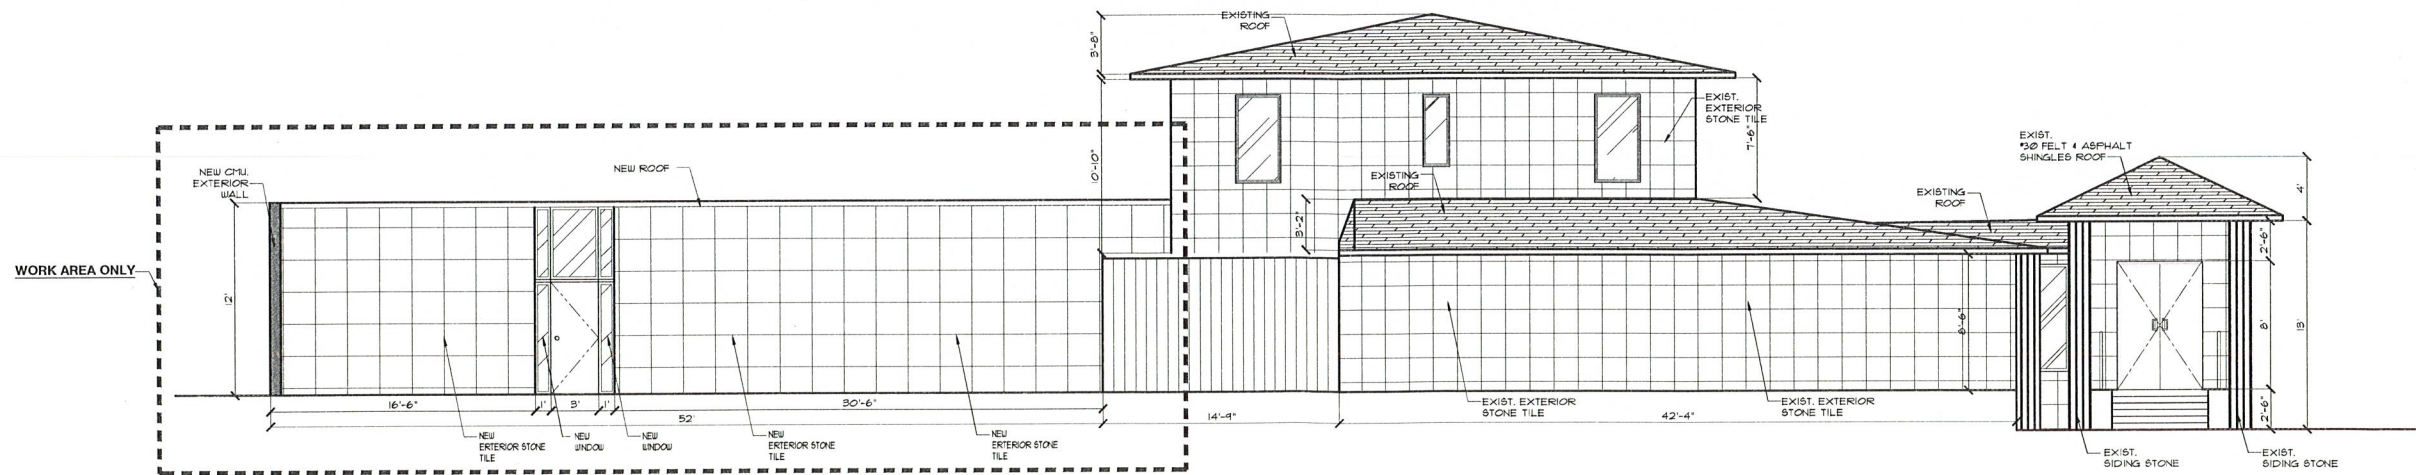 EXISTING
ROOF
3'-8"
EXIST.
EXTERIOR
STONE TILE
7'-6"
10'-10"
EXIST.
#30 FELT & ASPHALT
SHINGLES ROOF
4'
NEW CMU.
EXTERIOR
WALL
NEW ROOF
EXISTING
ROOF
EXISTING
ROOF
3'-2"
2'-6"
WORK AREA ONLY
12'
8'-6"
8'
13'
2'-6"
16'-6"
1'
3'
1'
30'-6"
52'
14'-9"
42'-4"
EXIST. EXTERIOR
STONE TILE
EXIST. EXTERIOR
STONE TILE
NEW
ERTERIOR STONE
TILE
NEW
WINDOW
NEW
WINDOW
NEW
ERTERIOR STONE
TILE
NEW
ERTERIOR STONE
TILE
EXIST.
SIDING STONE
EXIST.
SIDING STONE